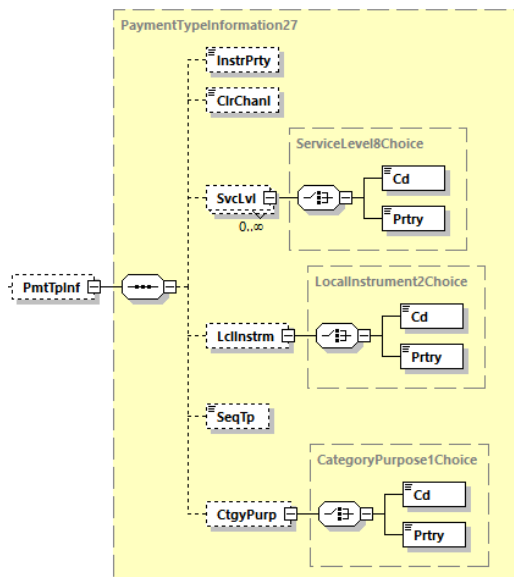 PaymentTypeInformation27
InstrPrty
ClrChanl
ServiceLevel8Choice
Cd
SvcLvl
Prtry
0..∞
PmtTpInf
LocalInstrument2Choice
Cd
LclInstrm
Prtry
SeqTp
CategoryPurpose1Choice
Cd
CtgyPurp
Prtry